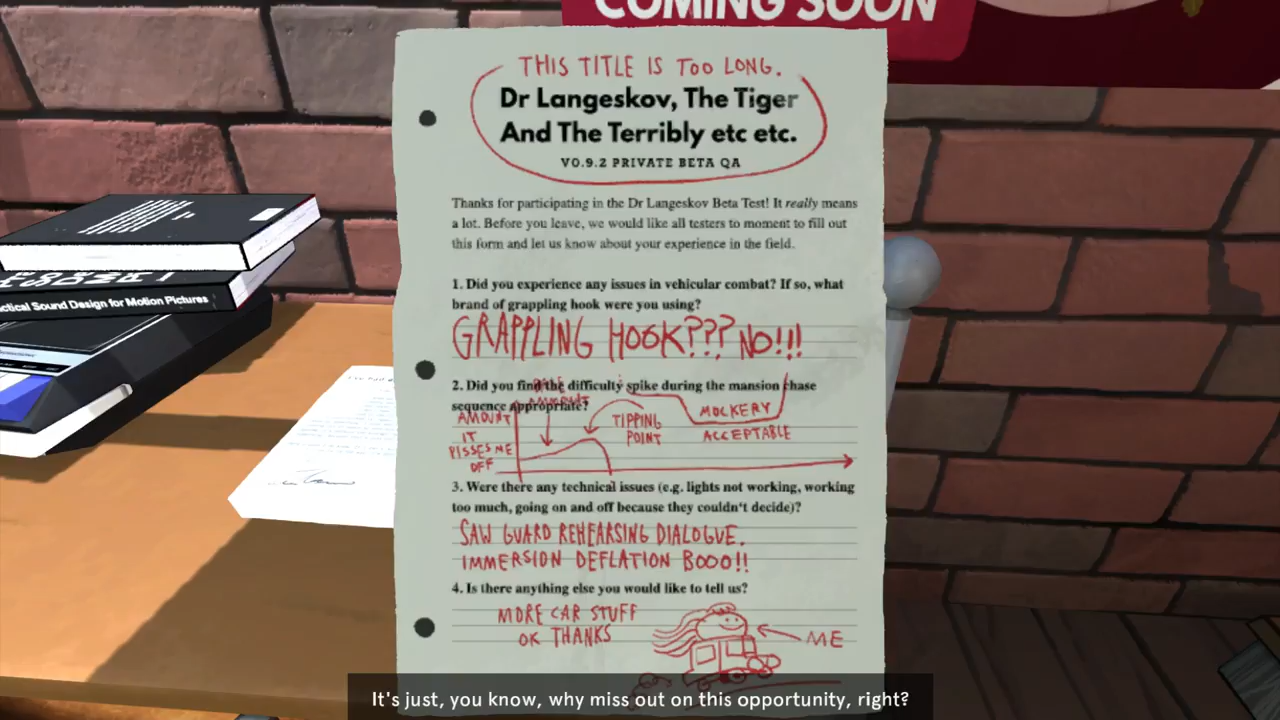 COMING SOON
THIS TITLE IS TOO LONG.
Dr Langeskov, The Tiger
And The Terribly etc etc.
V0.9.2 PRIVATE BETA QA
Thanks for participating in the Dr Langeskov Beta Test! It really means
a lot. Before you leave, we would like all testers to moment to fill out
this form and let us know about your experience in the field.
1. Did you experience any issues in vehicular combat? If so, what
brand of grappling hook were you using?
GRAPPLING HOOK??? NO!!!
2. Did you find the difficulty spike during the mansion chase
sequence appropriate?
AMOUNT
IT
PISSES ME
OFF
TIPPING
POINT
MOCKERY
ACCEPTABLE
3. Were there any technical issues (e.g. lights not working, working
too much, going on and off because they couldn't decide)?
SAW GUARD REHEARSING DIALOGUE.
IMMERSION DEFLATION BOOO!!
4. Is there anything else you would like to tell us?
MORE CAR STUFF
OK THANKS
ME
ctical Sound Design for Motion Pictures
It's just, you know, why miss out on this opportunity, right?